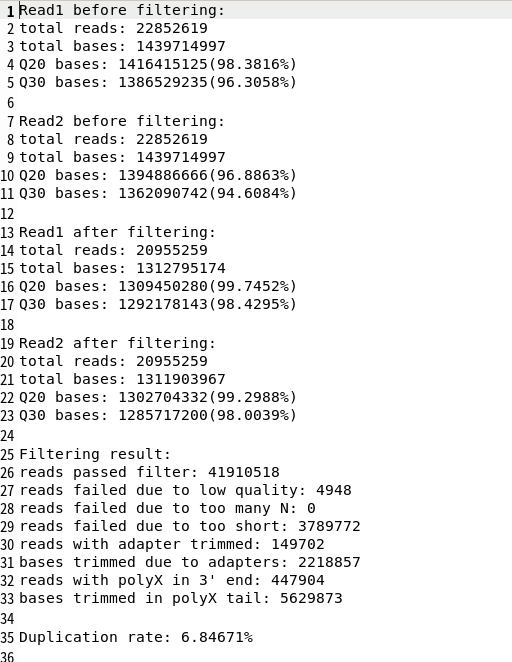 1 Read1 before filtering:
2 total reads: 22852619
3 total bases: 1439714997
4 Q20 bases: 1416415125(98.3816%)
5 Q30 bases: 1386529235(96.3058%)
6
7 Read2 before filtering:
8 total reads: 22852619
9 total bases: 1439714997
10 Q20 bases: 1394886666(96.8863%)
11 Q30 bases: 1362090742(94.6084%)
12
13 Read1 after filtering:
14 total reads: 20955259
15 total bases: 1312795174
16 Q20 bases: 1309450280(99.7452%)
17 Q30 bases: 1292178143(98.4295%)
18
19 Read2 after filtering:
20 total reads: 20955259
21 total bases: 1311903967
22 Q20 bases: 1302704332(99.2988%)
23 Q30 bases: 1285717200(98.0039%)
24
25 Filtering result:
26 reads passed filter: 41910518
27 reads failed due to low quality: 4948
28 reads failed due to too many N: 0
29 reads failed due to too short: 3789772
30 reads with adapter trimmed: 149702
31 bases trimmed due to adapters: 2218857
32 reads with polyX in 3' end: 447904
33 bases trimmed in polyX tail: 5629873
34
35 Duplication rate: 6.84671%
36